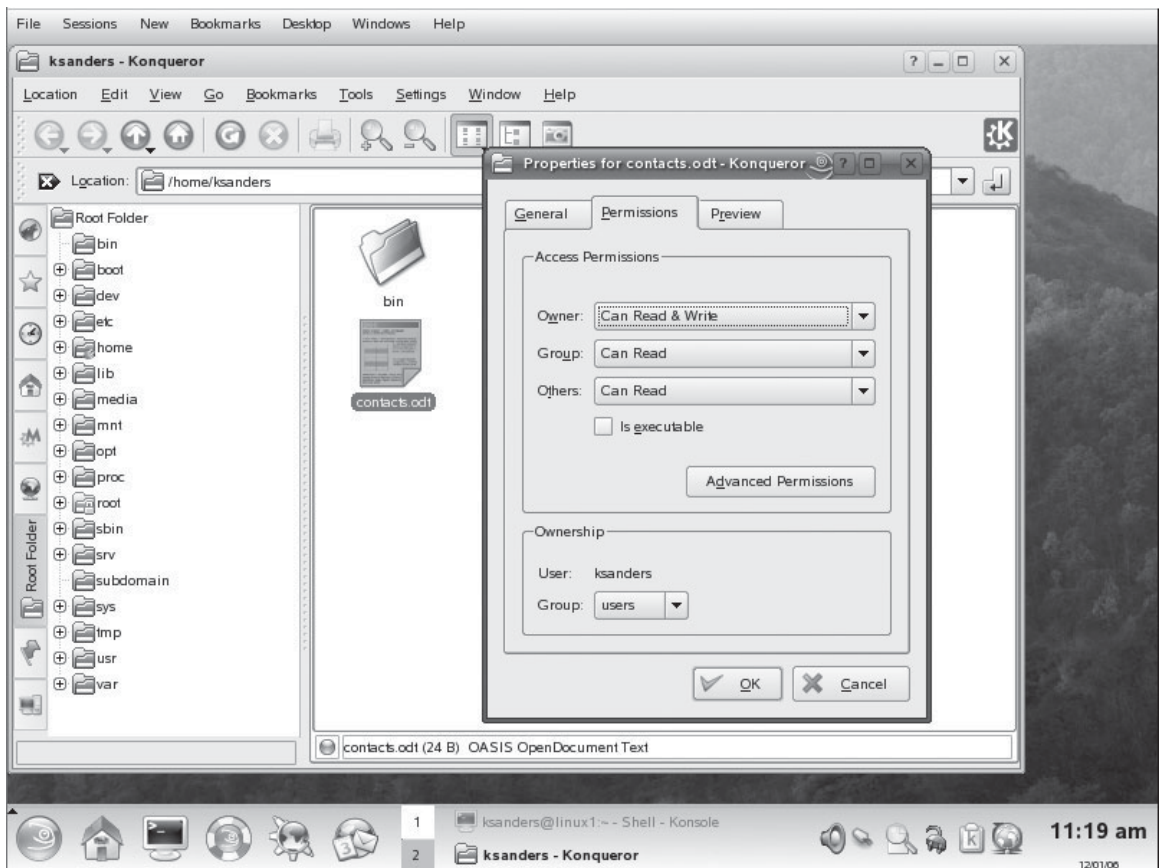 File Sessions New Bookmarks Desktop Windows Help
ksanders - Konqueror
Location Edit View Go Bookmarks Tools Settings Window Help
Location: /home/ksanders
Root Folder
bin
boot
dev
etc
home
lib
media
mnt
opt
proc
root
sbin
srv
subdomain
sys
tmp
usr
var
Root Folder
bin
contacts.odt
Properties for contacts.odt - Konqueror
General Permissions Preview
Access Permissions
Owner: Can Read & Write
Group: Can Read
Others: Can Read
Is executable
Advanced Permissions
Ownership
User: ksanders
Group: users
OK Cancel
contacts.odt (24 B) OASIS OpenDocument Text
1
2
ksanders@linux1:~ - Shell - Konsole
ksanders - Konqueror
11:19 am
12/01/06